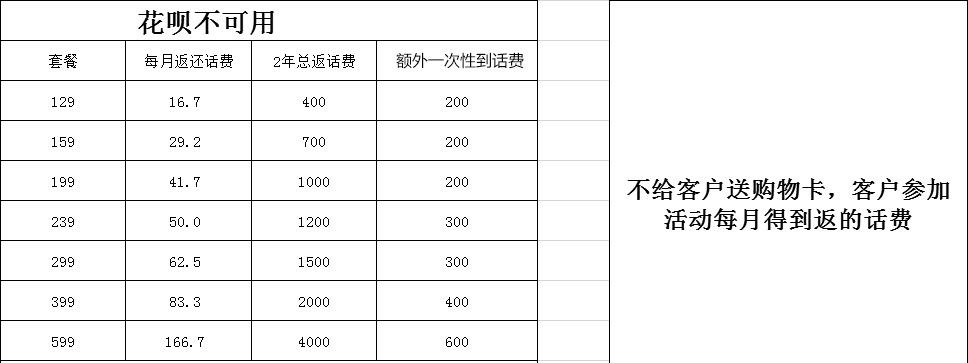 花呗不可用
套餐 每月返还话费 2年总返话费 额外一次性到话费
129 16.7 400 200
159 29.2 700 200
199 41.7 1000 200
239 50.0 1200 300
299 62.5 1500 300
399 83.3 2000 400
599 166.7 4000 600
不给客户送购物卡，客户参加
活动每月得到返的话费